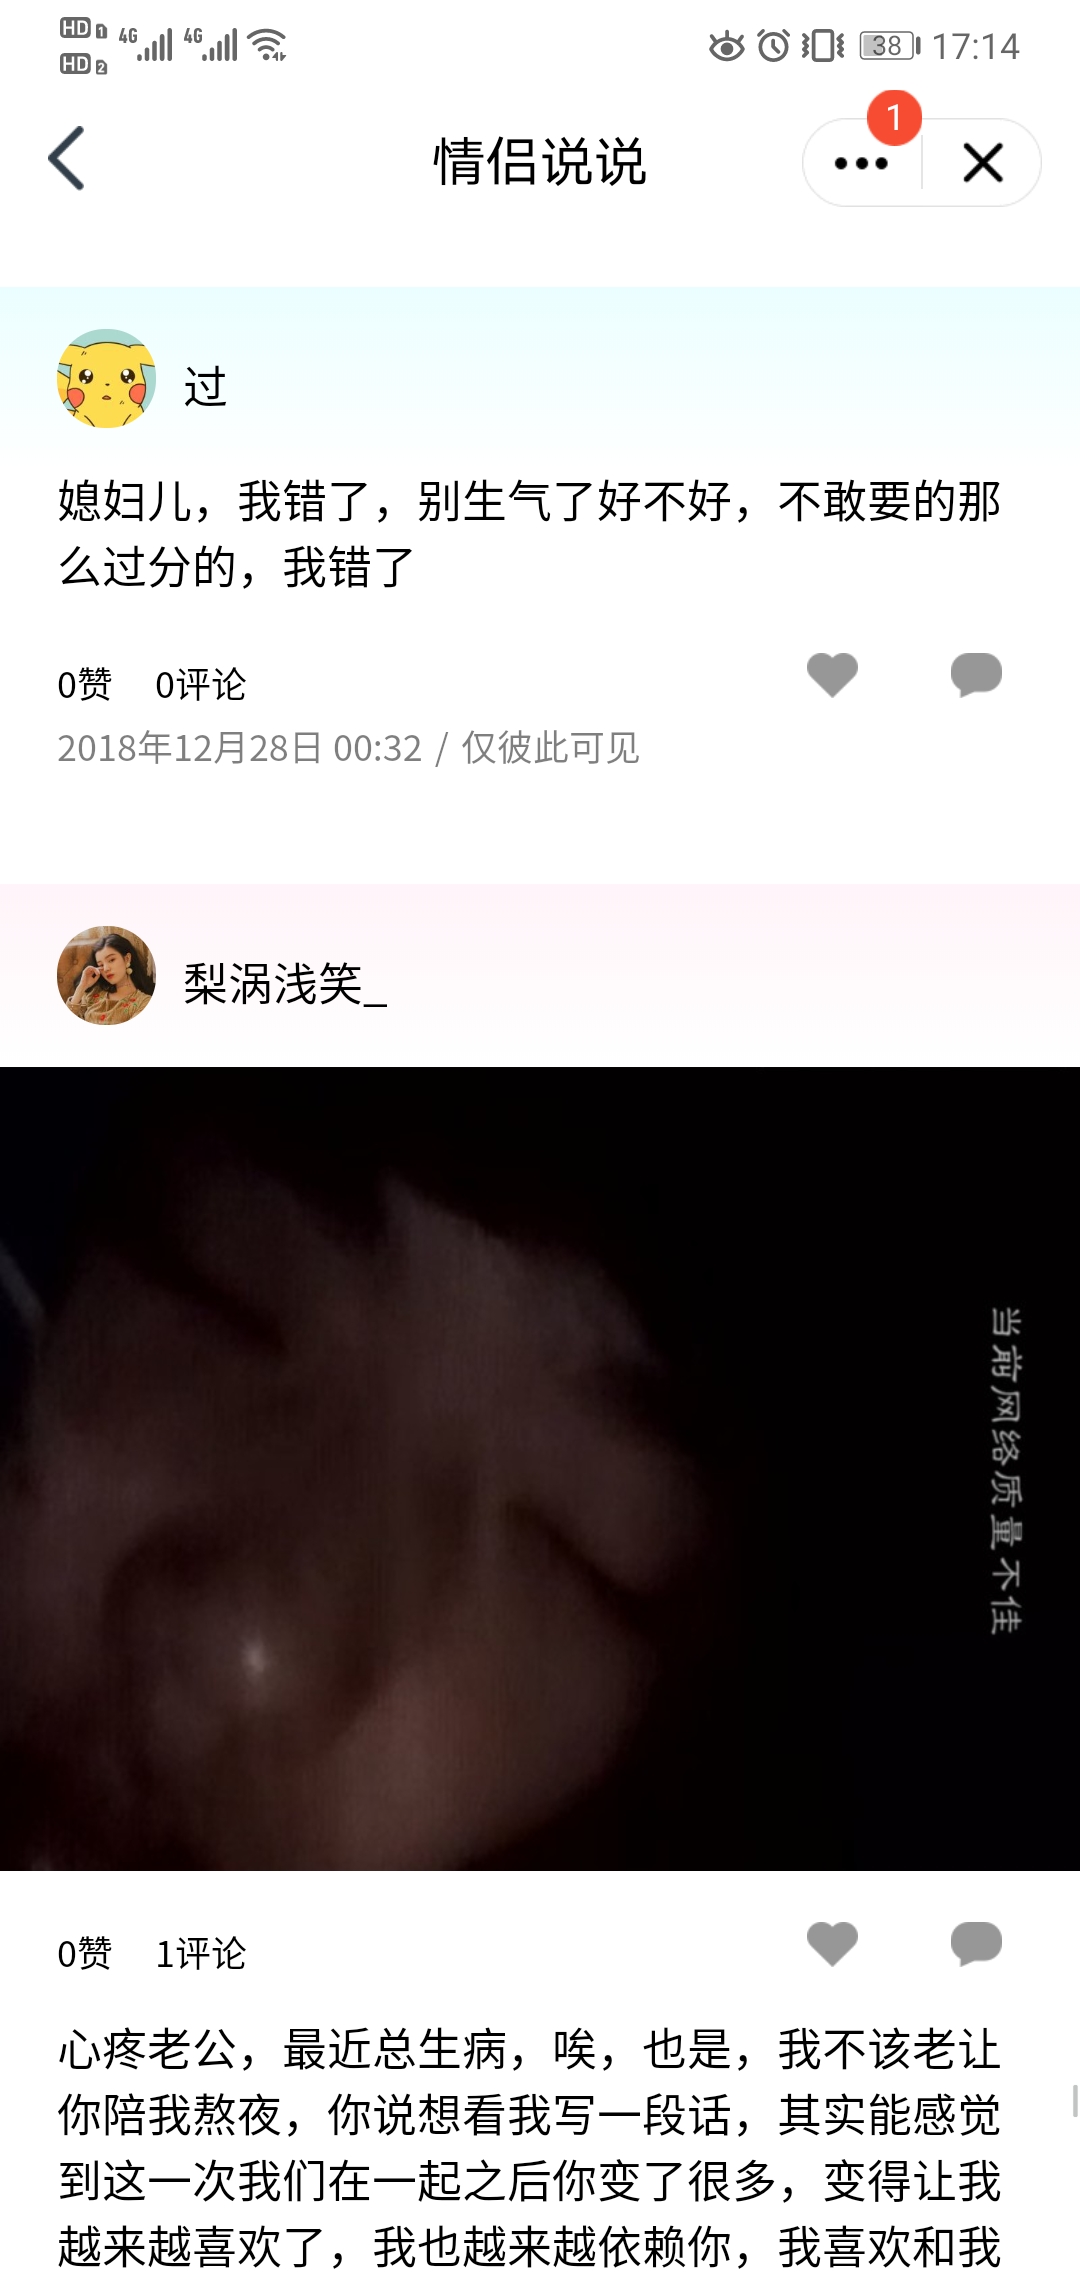 HD 1 4G 4G
HD 2
38 17:14
1
情侣说说
过
媳妇儿，我错了，别生气了好不好，不敢要的那
么过分的，我错了
0赞 0评论
2018年12月28日 00:32 / 仅彼此可见
梨涡浅笑_
当前网络质量不佳
0赞 1评论
心疼老公，最近总生病，唉，也是，我不该老让
你陪我熬夜，你说想看我写一段话，其实能感觉
到这一次我们在一起之后你变了很多，变得让我
越来越喜欢了，我也越来越依赖你，我喜欢和我